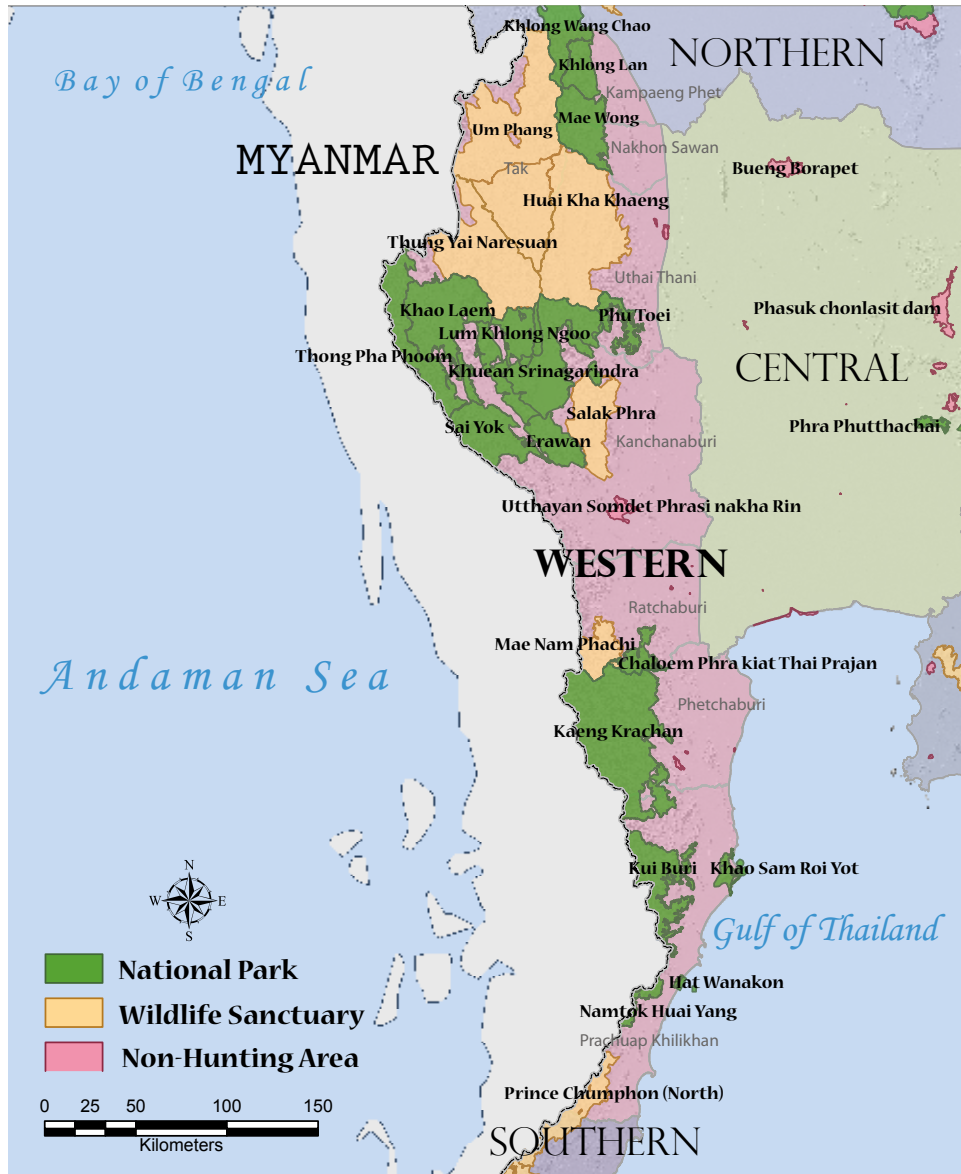 Khlong Wang Chao
NORTHERN
Bay of Bengal
Khlong Lan
Kampaeng Phet
Mae Wong
Um Phang
Nakhon Sawan
MYANMAR
Tak
Bueng Borapet
Huai Kha Khaeng
Thung Yai Naresuan
Uthai Thani
Khao Laem
Phu Toei
Phasuk chonlasit dam
Lum Khlong Ngoo
Thong Pha Phoom
Khuean Srinagarindra
CENTRAL
Salak Phra
Sai Yok
Erawan
Kanchanaburi
Phra Phutthachai
Utthayan Somdet Phrasi nakha Rin
WESTERN
Ratchaburi
Mae Nam Phachi
Chaloem Phra kiat Thai Prajan
Andaman Sea
Phetchaburi
Kaeng Krachan
Kui Buri
Khao Sam Roi Yot
N
W E
S
Gulf of Thailand
National Park
Hat Wanakon
Wildlife Sanctuary
Namtok Huai Yang
Prachuap Khilikhan
Non-Hunting Area
Prince Chumphon (North)
0 25 50 100 150
Kilometers
SOUTHERN